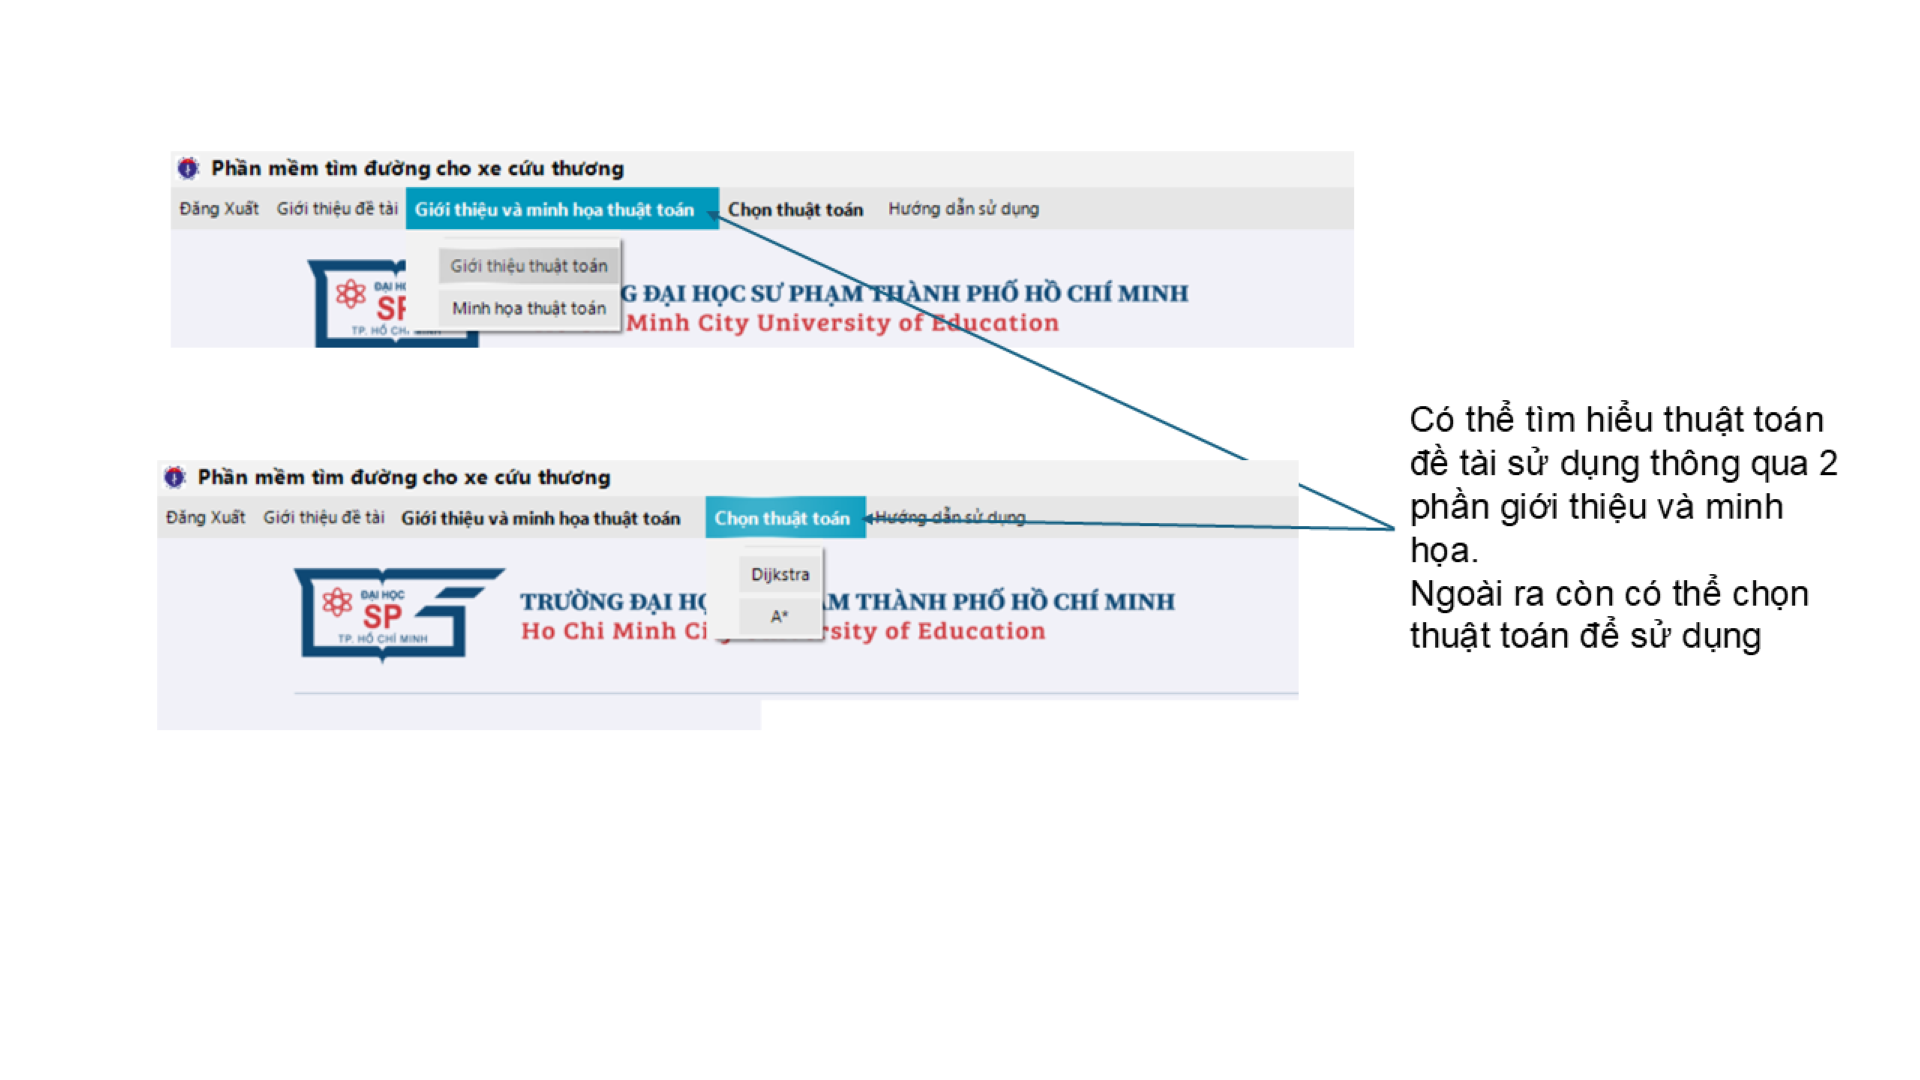 Phần mềm tìm đường cho xe cứu thương
Đăng Xuất Giới thiệu đề tài Giới thiệu và minh họa thuật toán Chọn thuật toán Hướng dẫn sử dụng
Giới thiệu thuật toán
Minh họa thuật toán
ĐẠI
SP
TP. HỒ CHÍ MINH
G ĐẠI HỌC SƯ PHẠM THÀNH PHỐ HỒ CHÍ MINH
Minh City University of Education
Phần mềm tìm đường cho xe cứu thương
Đăng Xuất Giới thiệu đề tài Giới thiệu và minh họa thuật toán Chọn thuật toán Hướng dẫn sử dụng
Dijkstra
A*
ĐẠI HỌC
SP
TP. HỒ CHÍ MINH
TRƯỜNG ĐẠI HỌ ẠM THÀNH PHỐ HỒ CHÍ MINH
Ho Chi Minh Ci rsity of Education
Có thể tìm hiểu thuật toán
đề tài sử dụng thông qua 2
phần giới thiệu và minh
họa.
Ngoài ra còn có thể chọn
thuật toán để sử dụng